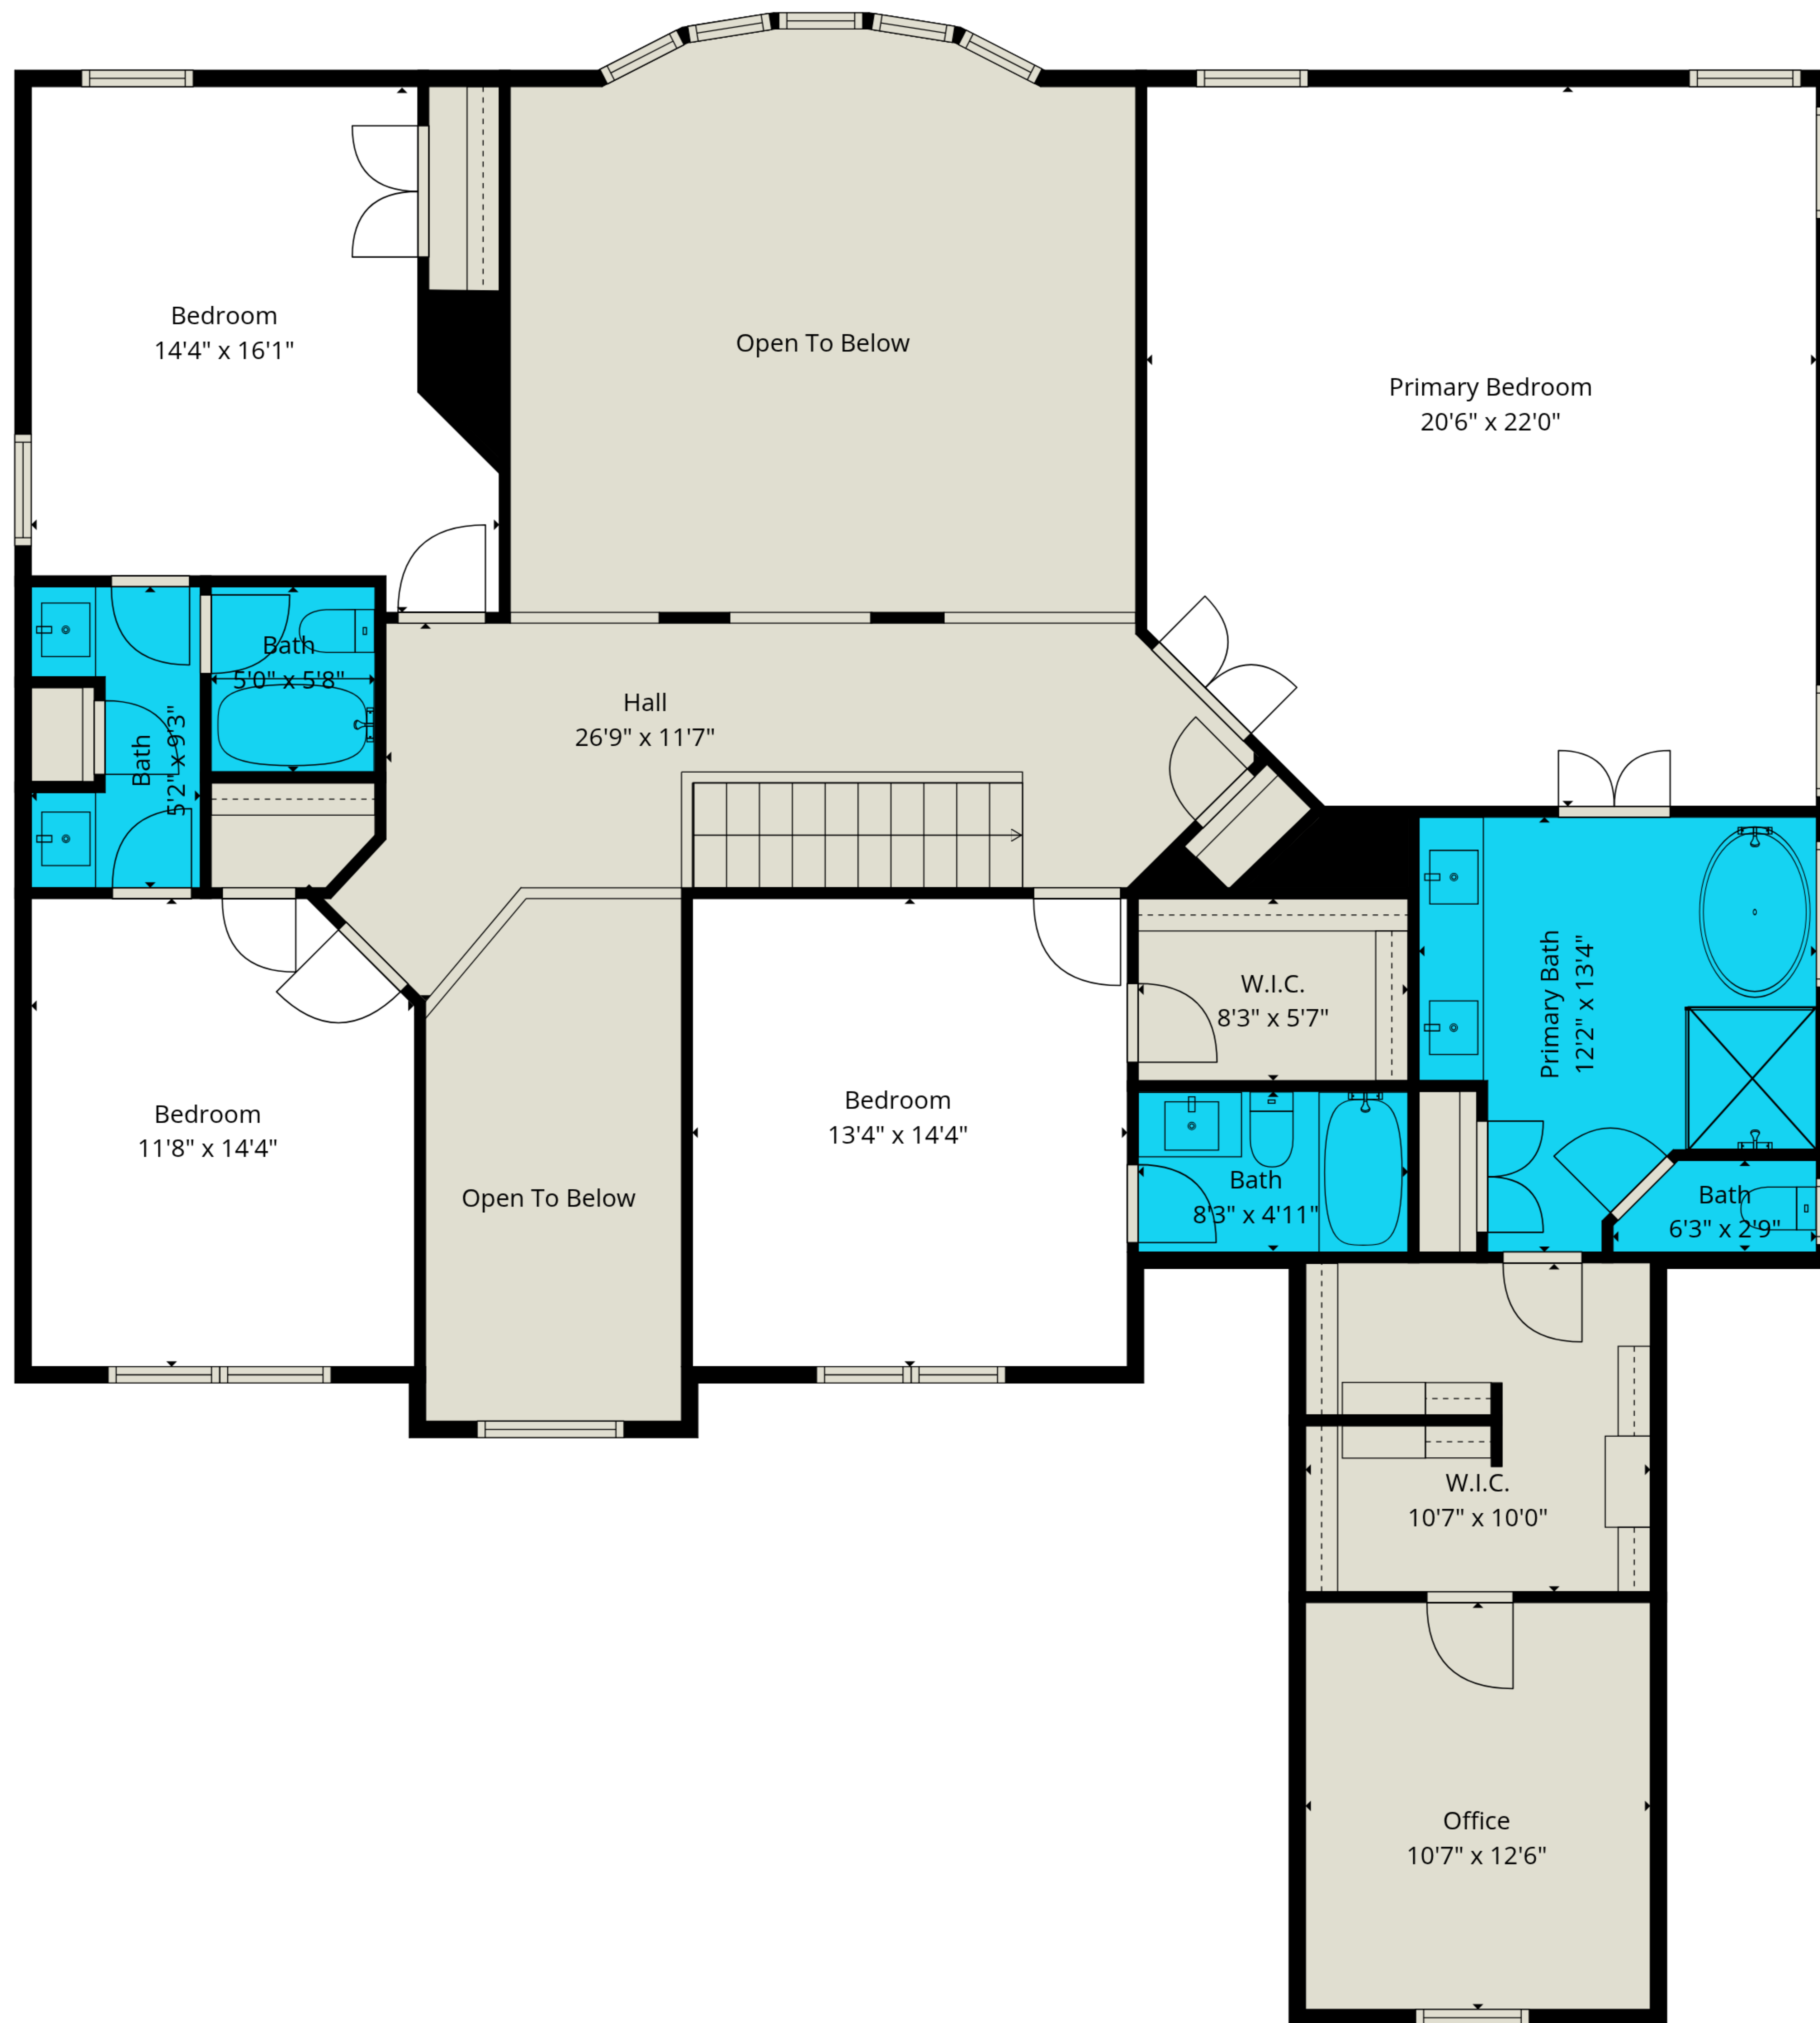 Bedroom
14'4" x 16'1"
Open To Below
Primary Bedroom
20'6" x 22'0"
Bath
5'0" x 5'8"
Bath
5'2" x 9'3"
Hall
26'9" x 11'7"
W.I.C.
8'3" x 5'7"
Primary Bath
12'2" x 13'4"
Bedroom
11'8" x 14'4"
Open To Below
Bedroom
13'4" x 14'4"
Bath
8'3" x 4'11"
Bath
6'3" x 2'9"
W.I.C.
10'7" x 10'0"
Office
10'7" x 12'6"